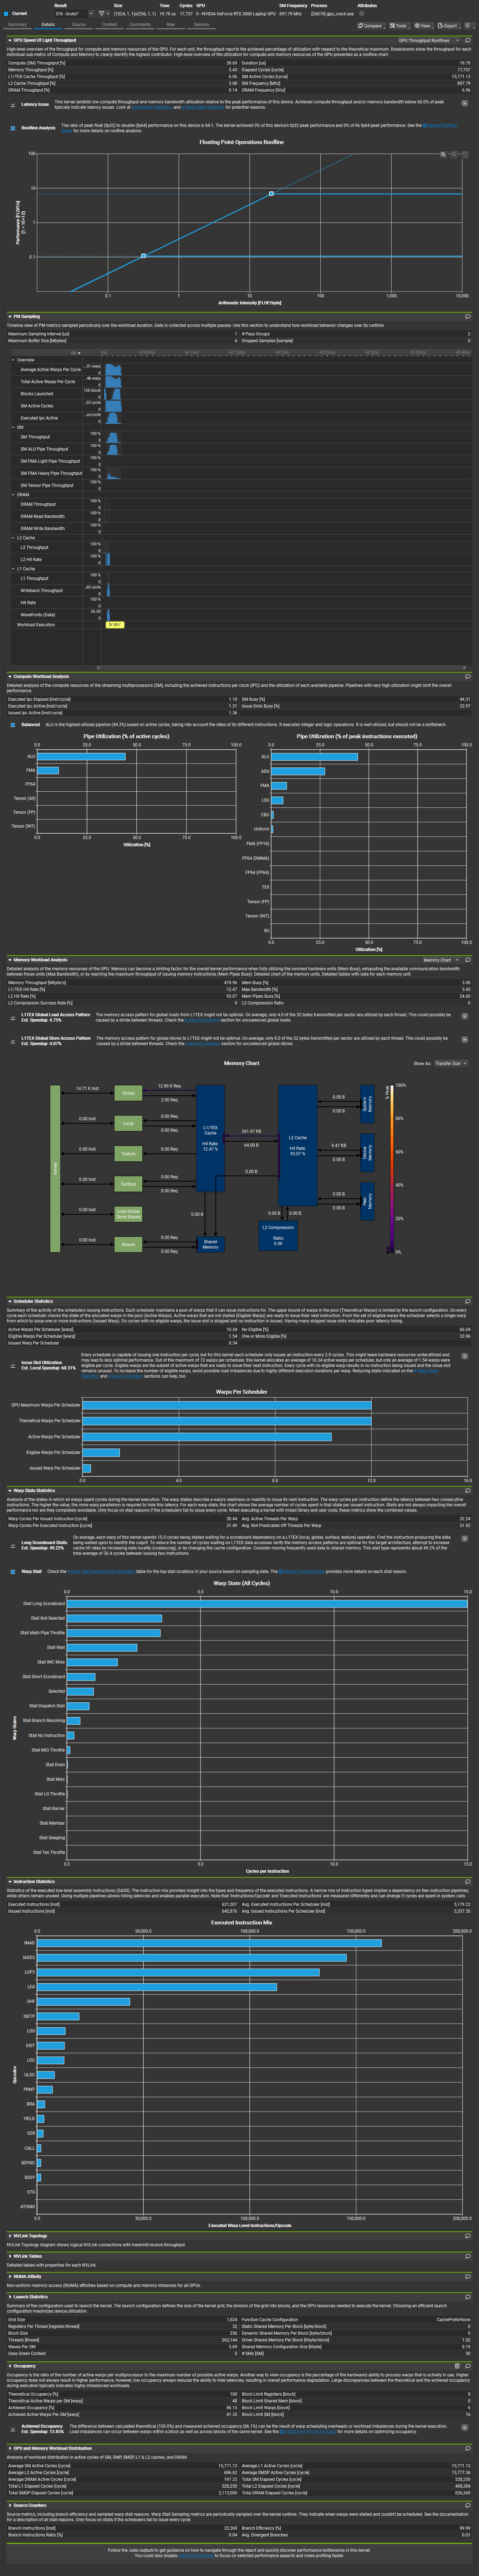 Result Size Time Cycles GPU SM Frequency Process Attributes
Current 576 - brute7 (1024, 1, 1)x(256, 1, 1) 19.78 us 17,757 0 - NVIDIA GeForce RTX 3060 Laptop GPU 897.79 Mhz [26076] gpu_crack.exe
Summary Details Source Context Comments Raw Session
Compare Tools View Export
GPU Speed Of Light Throughput
GPU Throughput Rooflines
High-level overview of the throughput for compute and memory resources of the GPU. For each unit, the throughput reports the achieved percentage of utilization with respect to the theoretical maximum. Breakdowns show the throughput for each individual sub-metric of Compute and Memory to clearly identify the highest contributor. High-level overview of the utilization for compute and memory resources of the GPU presented as a roofline chart.
Compute (SM) Throughput [%] 39.69 Duration [us] 19.78
Memory Throughput [%] 5.43 Elapsed Cycles [cycle] 17,757
L1/TEX Cache Throughput [%] 6.06 SM Active Cycles [cycle] 15,771.13
L2 Cache Throughput [%] 3.08 SM Frequency [Mhz] 897.79
DRAM Throughput [%] 0.14 DRAM Frequency [Ghz] 6.96
Latency Issue
This kernel exhibits low compute throughput and memory bandwidth utilization relative to the peak performance of this device. Achieved compute throughput and/or memory bandwidth below 60.0% of peak typically indicate latency issues. Look at Scheduler Statistics and Warp State Statistics for potential reasons.
Roofline Analysis
The ratio of peak float (fp32) to double (fp64) performance on this device is 64:1. The kernel achieved 0% of this device's fp32 peak performance and 0% of its fp64 peak performance. See the Kernel Profiling Guide for more details on roofline analysis.
Floating Point Operations Roofline
Performance [FLOP/s]
100
10
1
0.1
0.1 1 10 100 1,000 10,000
Arithmetic Intensity [FLOP/byte]
PM Sampling
Timeline view of PM metrics sampled periodically over the workload duration. Data is collected across multiple passes. Use this section to understand how workload behavior changes over its runtime.
Maximum Sampling Interval [us] 1 # Pass Groups 2
Maximum Buffer Size [Mbytes] 4 Dropped Samples [sample] 0
Overview
Average Active Warps Per Cycle
Total Active Warps Per Cycle
Blocks Launched
SM Active Cycles
Executed Ipc Active
SM
SM Throughput
SM ALU Pipe Throughput
SM FMA Light Pipe Throughput
SM FMA Heavy Pipe Throughput
SM Tensor Pipe Throughput
DRAM
DRAM Throughput
DRAM Read Bandwidth
DRAM Write Bandwidth
L2 Cache
L2 Throughput
L2 Hit Rate
L1 Cache
L1 Throughput
Writeback Throughput
Hit Rate
Wavefronts (Data)
Workload Execution
Compute Workload Analysis
Detailed analysis of the compute resources of the streaming multiprocessors (SM), including the achieved instructions per clock (IPC) and the utilization of each available pipeline. Pipelines with very high utilization might limit the overall performance.
Executed Ipc Elapsed [inst/cycle] 1.18 SM Busy [%] 44.31
Executed Ipc Active [inst/cycle] 1.31 Issue Slots Busy [%] 33.97
Issued Ipc Active [inst/cycle] 1.36
Balanced
ALU is the highest-utilized pipeline (44.3%) based on active cycles, taking into account the rates of its different instructions. It executes integer and logic operations. It is well-utilized, but should not be a bottleneck.
Pipe Utilization (% of active cycles) Pipe Utilization (% of peak instructions executed)
0.0 25.0 50.0 75.0 100.0 0.0 25.0 50.0 75.0 100.0
ALU
FMA
FP64
Tensor (All)
Tensor (FP)
Tensor (INT)
0.0 25.0 50.0 75.0 100.0
Utilization [%]
ALU
ADU
FMA
LSU
CBU
Uniform
FMA (FP16)
FP64 (DMMA)
FP64 (FP64)
TEX
Tensor (FP)
Tensor (INT)
XU
0.0 25.0 50.0 75.0 100.0
Utilization [%]
Memory Workload Analysis
Memory Chart
Detailed analysis of the memory resources of the GPU. Memory can become a limiting factor for the overall kernel performance when fully utilizing the involved hardware units (Mem Busy), exhausting the available communication bandwidth between those units (Max Bandwidth), or by reaching the maximum throughput of issuing memory instructions (Mem Pipes Busy). Detailed chart of the memory units. Detailed tables with data for each memory unit.
Memory Throughput [Mbyte/s] 478.96 Mem Busy [%] 3.08
L1/TEX Hit Rate [%] 12.47 Max Bandwidth [%] 5.43
L2 Hit Rate [%] 93.07 Mem Pipes Busy [%] 24.60
L2 Compression Success Rate [%] 0 L2 Compression Ratio 0
L1TEX Global Load Access Pattern
Est. Speedup: 4.75%
The memory access pattern for global loads from L1TEX might not be optimal. On average, only 4.0 of the 32 bytes transmitted per sector are utilized by each thread. This could possibly be caused by a stride between threads. Check the Source Counters section for uncoalesced global loads.
L1TEX Global Store Access Pattern
Est. Speedup: 4.07%
The memory access pattern for global stores to L1TEX might not be optimal. On average, only 8.0 of the 32 bytes transmitted per sector are utilized by each thread. This could possibly be caused by a stride between threads. Check the Source Counters section for uncoalesced global stores.
Memory Chart
Show As: Transfer Size
Kernel
14.71 K Inst Global 12.90 K Req
2.00 Req
0.00 Inst Local 0.00 Req
0.00 Req
0.00 Inst Texture 0.00 Req
0.00 Inst Surface 0.00 Req
0.00 Req
0.00 Inst Load Global Store Shared
0.00 Inst Shared 0.00 Req
0.00 Req
L1/TEX Cache
Hit Rate:
12.47 %
361.47 KB
64.00 B
0.00 B
L2 Cache
Hit Rate:
93.07 %
0.00 B
0.00 B
9.47 KB
0.00 B
0.00 B
0.00 B
System Memory
Device Memory
Peer Memory
0.00 B
Shared Memory
0.00 B 0.00 B
L2 Compression
Ratio:
0.00
% Peak
100%
80%
60%
40%
20%
0%
Scheduler Statistics
Summary of the activity of the schedulers issuing instructions. Each scheduler maintains a pool of warps that it can issue instructions for. The upper bound of warps in the pool (Theoretical Warps) is limited by the launch configuration. On every cycle each scheduler checks the state of the allocated warps in the pool (Active Warps). Active warps that are not stalled (Eligible Warps) are ready to issue their next instruction. From the set of eligible warps the scheduler selects a single warp from which to issue one or more instructions (Issued Warp). On cycles with no eligible warps, the issue slot is skipped and no instruction is issued. Having many skipped issue slots indicates poor latency hiding.
Active Warps Per Scheduler [warp] 10.34 No Eligible [%] 66.04
Eligible Warps Per Scheduler [warp] 1.54 One or More Eligible [%] 33.96
Issued Warp Per Scheduler 0.34
Issue Slot Utilization
Est. Local Speedup: 60.31%
Every scheduler is capable of issuing one instruction per cycle, but for this kernel each scheduler only issues an instruction every 2.9 cycles. This might leave hardware resources underutilized and may lead to less optimal performance. Out of the maximum of 12 warps per scheduler, this kernel allocates an average of 10.34 active warps per scheduler, but only an average of 1.54 warps were eligible per cycle. Eligible warps are the subset of active warps that are ready to issue their next instruction. Every cycle with no eligible warp results in no instruction being issued and the issue slot remains unused. To increase the number of eligible warps, avoid possible load imbalances due to highly different execution durations per warp. Reducing stalls indicated on the Warp State Statistics and Source Counters sections can help, too.
Warps Per Scheduler
GPU Maximum Warps Per Scheduler
Theoretical Warps Per Scheduler
Active Warps Per Scheduler
Eligible Warps Per Scheduler
Issued Warp Per Scheduler
0.0 4.0 8.0 12.0 16.0
Warp State Statistics
Analysis of the states in which all warps spent cycles during the kernel execution. The warp states describe a warp's readiness or inability to issue its next instruction. The warp cycles per instruction define the latency between two consecutive instructions. The higher the value, the more warp parallelism is required to hide this latency. For each warp state, the chart shows the average number of cycles spent in that state per issued instruction. Stalls are not always impacting the overall performance nor are they completely avoidable. Only focus on stall reasons if the schedulers fail to issue every cycle. When executing a kernel with mixed library and user code, these metrics show the combined values.
Warp Cycles Per Issued Instruction [cycle] 30.44 Avg. Active Threads Per Warp 32.24
Warp Cycles Per Executed Instruction [cycle] 31.49 Avg. Not Predicated Off Threads Per Warp 31.92
Long Scoreboard Stalls
Est. Speedup: 49.23%
On average, each warp of this kernel spends 15.0 cycles being stalled waiting for a scoreboard dependency on a L1TEX (local, global, surface, texture) operation. Find the instruction producing the data being waited upon to identify the culprit. To reduce the number of cycles waiting on L1TEX data accesses verify the memory access patterns are optimal for the target architecture, attempt to increase cache hit rates by increasing data locality (coalescing), or by changing the cache configuration. Consider moving frequently used data to shared memory. This stall type represents about 49.2% of the total average of 30.4 cycles between issuing two instructions.
Warp Stall
Check the Warp Stall Sampling (All Samples) table for the top stall locations in your source based on sampling data. The Kernel Profiling Guide provides more details on each stall reason.
Warp State (All Cycles)
0.0 5.0 10.0 15.0
Warp States
Stall Long Scoreboard
Stall Not Selected
Stall Math Pipe Throttle
Stall Wait
Stall IMC Miss
Stall Short Scoreboard
Selected
Stall Dispatch Stall
Stall Branch Resolving
Stall No Instruction
Stall MIO Throttle
Stall Drain
Stall Misc
Stall LG Throttle
Stall Barrier
Stall Membar
Stall Sleeping
Stall Tex Throttle
0.0 5.0 10.0 15.0
Cycles per Instruction
Instruction Statistics
Statistics of the executed low-level assembly instructions (SASS). The instruction mix provides insight into the types and frequency of the executed instructions. A narrow mix of instruction types implies a dependency on few instruction pipelines, while others remain unused. Using multiple pipelines allows hiding latencies and enables parallel execution. Note that 'Instructions/Opcode' and 'Executed Instructions' are measured differently and can diverge if cycles are spent in system calls.
Executed Instructions [inst] 621,507 Avg. Executed Instructions Per Scheduler [inst] 5,179.23
Issued Instructions [inst] 642,876 Avg. Issued Instructions Per Scheduler [inst] 5,357.30
Executed Instruction Mix
0.0 50,000.0 100,000.0 150,000.0 200,000.0
Opcodes
IMAD
IADD3
LOP3
LEA
SHF
ISETP
LDG
EXIT
LDC
ULDC
PRMT
BRA
YIELD
S2R
CALL
BSYNC
BSSY
STG
ATOMG
0.0 50,000.0 100,000.0 150,000.0 200,000.0
Executed Warp-Level Instructions/Opcode
NVLink Topology
NVLink Topology diagram shows logical NVLink connections with transmit/receive throughput.
NVLink Tables
Detailed tables with properties for each NVLink.
NUMA Affinity
Non-uniform memory access (NUMA) affinities based on compute and memory distances for all GPUs.
Launch Statistics
Summary of the configuration used to launch the kernel. The launch configuration defines the size of the kernel grid, the division of the grid into blocks, and the GPU resources needed to execute the kernel. Choosing an efficient launch configuration maximizes device utilization.
Grid Size 1,024 Function Cache Configuration CachePreferNone
Registers Per Thread [register/thread] 32 Static Shared Memory Per Block [byte/block] 0
Block Size 256 Dynamic Shared Memory Per Block [byte/block] 0
Threads [thread] 262,144 Driver Shared Memory Per Block [Kbyte/block] 1.02
Waves Per SM 5.69 Shared Memory Configuration Size [Kbyte] 8.19
Uses Green Context 0 # SMs [SM] 30
Occupancy
Occupancy is the ratio of the number of active warps per multiprocessor to the maximum number of possible active warps. Another way to view occupancy is the percentage of the hardware's ability to process warps that is actively in use. Higher occupancy does not always result in higher performance, however, low occupancy always reduces the ability to hide latencies, resulting in overall performance degradation. Large discrepancies between the theoretical and the achieved occupancy during execution typically indicates highly imbalanced workloads.
Theoretical Occupancy [%] 100 Block Limit Registers [block] 8
Theoretical Active Warps per SM [warp] 48 Block Limit Shared Mem [block] 8
Achieved Occupancy [%] 86.15 Block Limit Warps [block] 6
Achieved Active Warps Per SM [warp] 41.35 Block Limit SM [block] 16
Achieved Occupancy
Est. Speedup: 13.85%
The difference between calculated theoretical (100.0%) and measured achieved occupancy (86.1%) can be the result of warp scheduling overheads or workload imbalances during the kernel execution. Load imbalances can occur between warps within a block as well as across blocks of the same kernel. See the CUDA Best Practices Guide for more details on optimizing occupancy.
GPU and Memory Workload Distribution
Analysis of workload distribution in active cycles of SM, SMP, SMSP, L1 & L2 caches, and DRAM
Average SM Active Cycles [cycle] 15,771.13 Average L1 Active Cycles [cycle] 15,771.13
Average L2 Active Cycles [cycle] 696.62 Average SMSP Active Cycles [cycle] 15,777.36
Average DRAM Active Cycles [cycle] 197.33 Total SM Elapsed Cycles [cycle] 528,250
Total L1 Elapsed Cycles [cycle] 528,250 Total L2 Elapsed Cycles [cycle] 408,384
Total SMSP Elapsed Cycles [cycle] 2,113,000 Total DRAM Elapsed Cycles [cycle] 826,368
Source Counters
Source metrics, including branch efficiency and sampled warp stall reasons. Warp Stall Sampling metrics are periodically sampled over the kernel runtime. They indicate when warps were stalled and couldn't be scheduled. See the documentation for a description of all stall reasons. Only focus on stalls if the schedulers fail to issue every cycle.
Branch Instructions [inst] 22,369 Branch Efficiency [%] 99.99
Branch Instructions Ratio [%] 0.04 Avg. Divergent Branches 0.01
Follow the rules outputs to get guidance on how to navigate through the report and quickly discover performance bottlenecks in this kernel.
You could also disable to focus on selected performance aspects and make profiling faster.